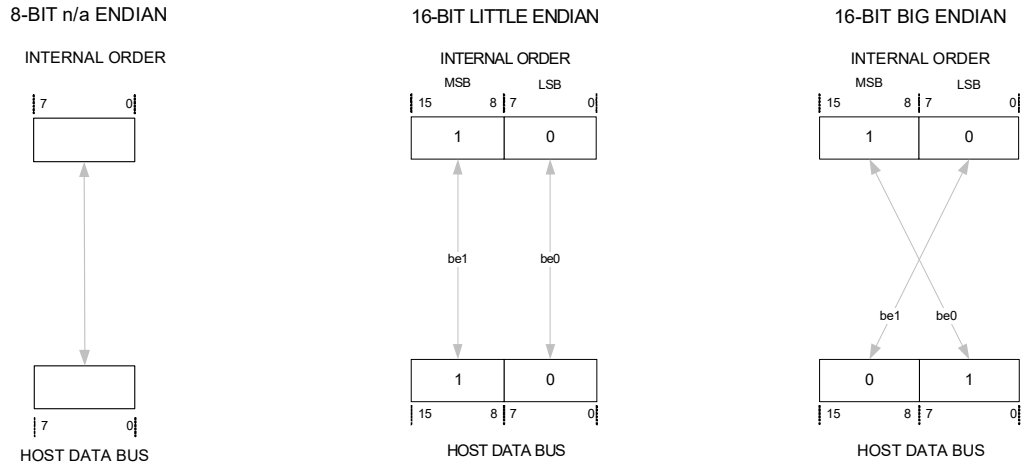 8-BIT n/a ENDIAN
INTERNAL ORDER
7 0
7 0
HOST DATA BUS
16-BIT LITTLE ENDIAN
INTERNAL ORDER
MSB LSB
15 8 7 0
1 0
be1 be0
1 0
15 8 7 0
HOST DATA BUS
16-BIT BIG ENDIAN
INTERNAL ORDER
MSB LSB
15 8 7 0
1 0
be1 be0
0 1
15 8 7 0
HOST DATA BUS